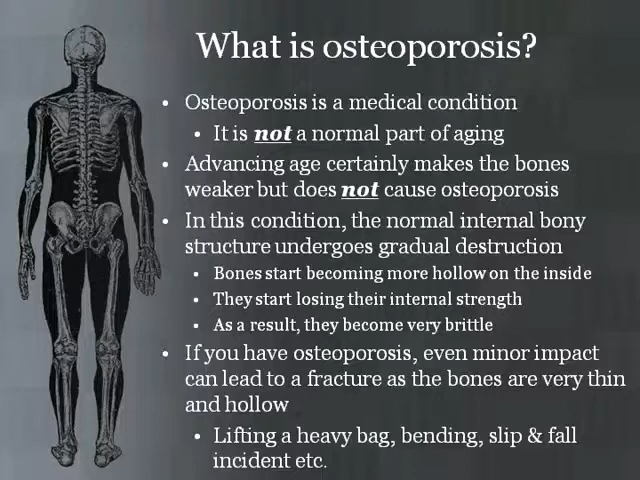 What is osteoporosis?
• Osteoporosis is a medical condition
• It is not a normal part of aging
• Advancing age certainly makes the bones
weaker but does not cause osteoporosis
• In this condition, the normal internal bony
structure undergoes gradual destruction
• Bones start becoming more hollow on the inside
• They start losing their internal strength
• As a result, they become very brittle
• If you have osteoporosis, even minor impact
can lead to a fracture as the bones are very thin
and hollow
• Lifting a heavy bag, bending, slip & fall
incident etc.